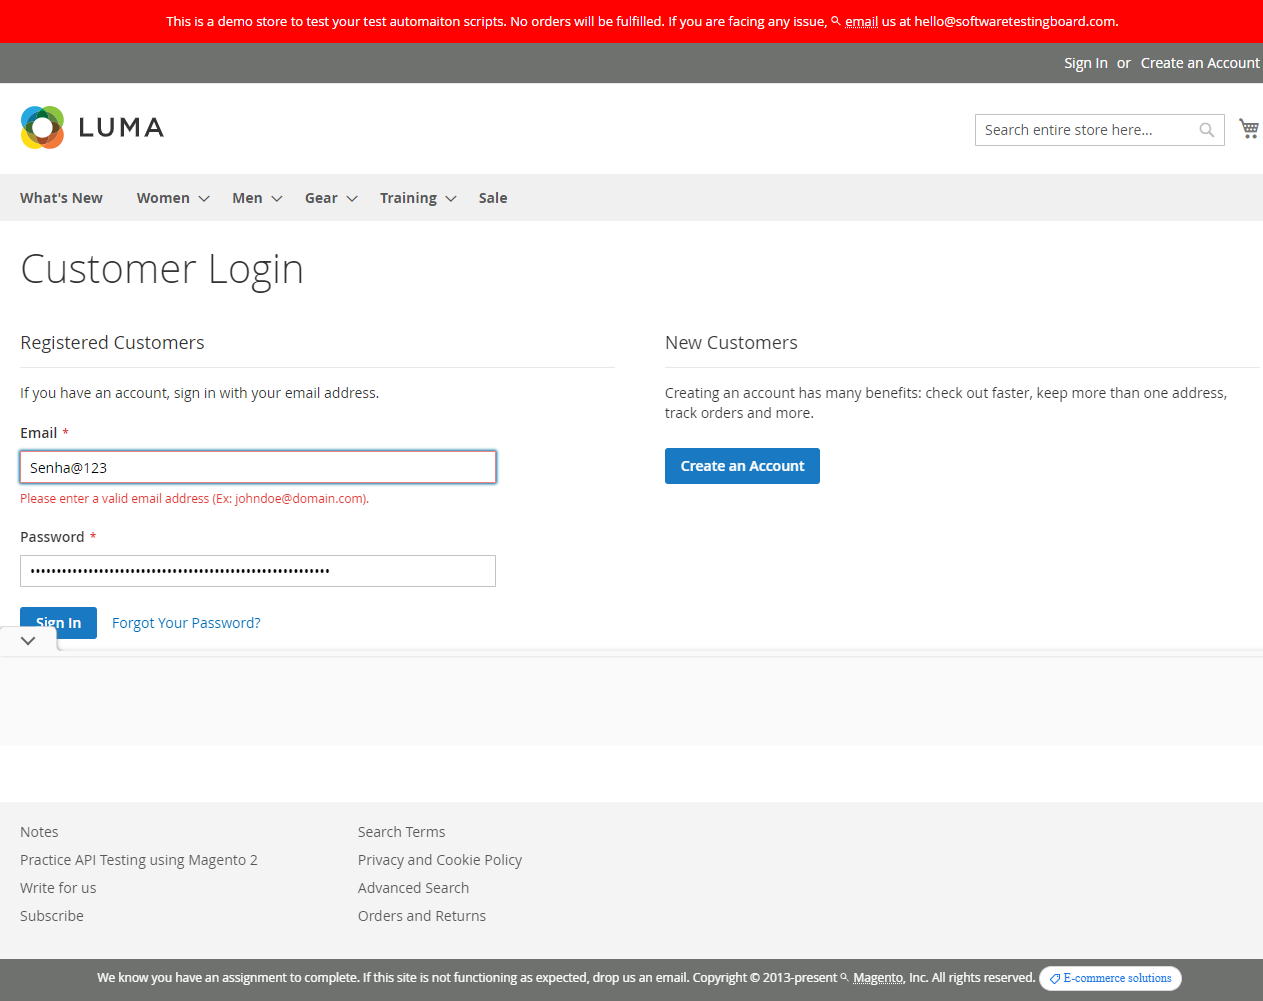 This is a demo store to test your test automaiton scripts. No orders will be fulfilled. If you are facing any issue, email us at hello@softwaretestingboard.com.
Sign In or Create an Account
LUMA
Search entire store here...
What's New Women Men Gear Training Sale
Customer Login
Registered Customers
If you have an account, sign in with your email address.
Email *
Senha@123
Please enter a valid email address (Ex: johndoe@domain.com).
Password *
Sign In Forgot Your Password?
New Customers
Creating an account has many benefits: check out faster, keep more than one address,
track orders and more.
Create an Account
Notes
Practice API Testing using Magento 2
Write for us
Subscribe
Search Terms
Privacy and Cookie Policy
Advanced Search
Orders and Returns
We know you have an assignment to complete. If this site is not functioning as expected, drop us an email. Copyright © 2013-present Magento, Inc. All rights reserved. E-commerce solutions